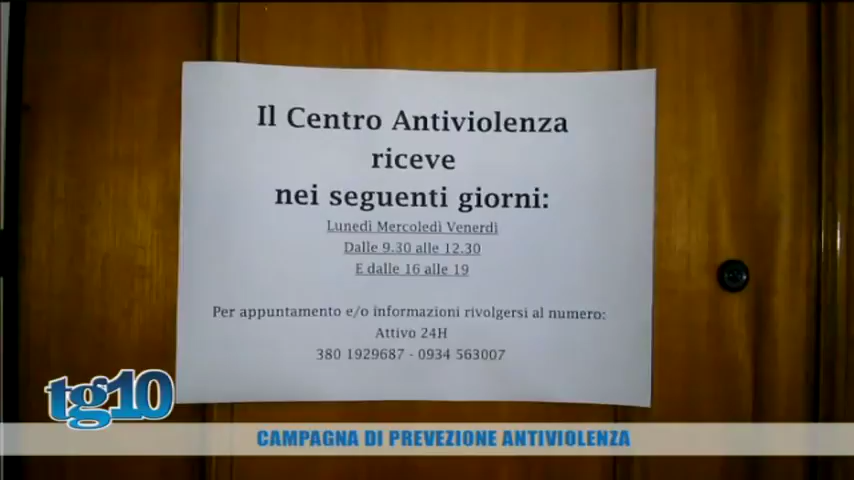 Il Centro Antiviolenza
riceve
nei seguenti giorni:
Lunedì Mercoledì Venerdì
Dalle 9.30 alle 12.30
E dalle 16 alle 19
Per appuntamento e/o informazioni rivolgersi al numero:
Attivo 24H
380 1929687 - 0934 563007
tg10
CAMPAGNA DI PREVEZIONE ANTIVIOLENZA